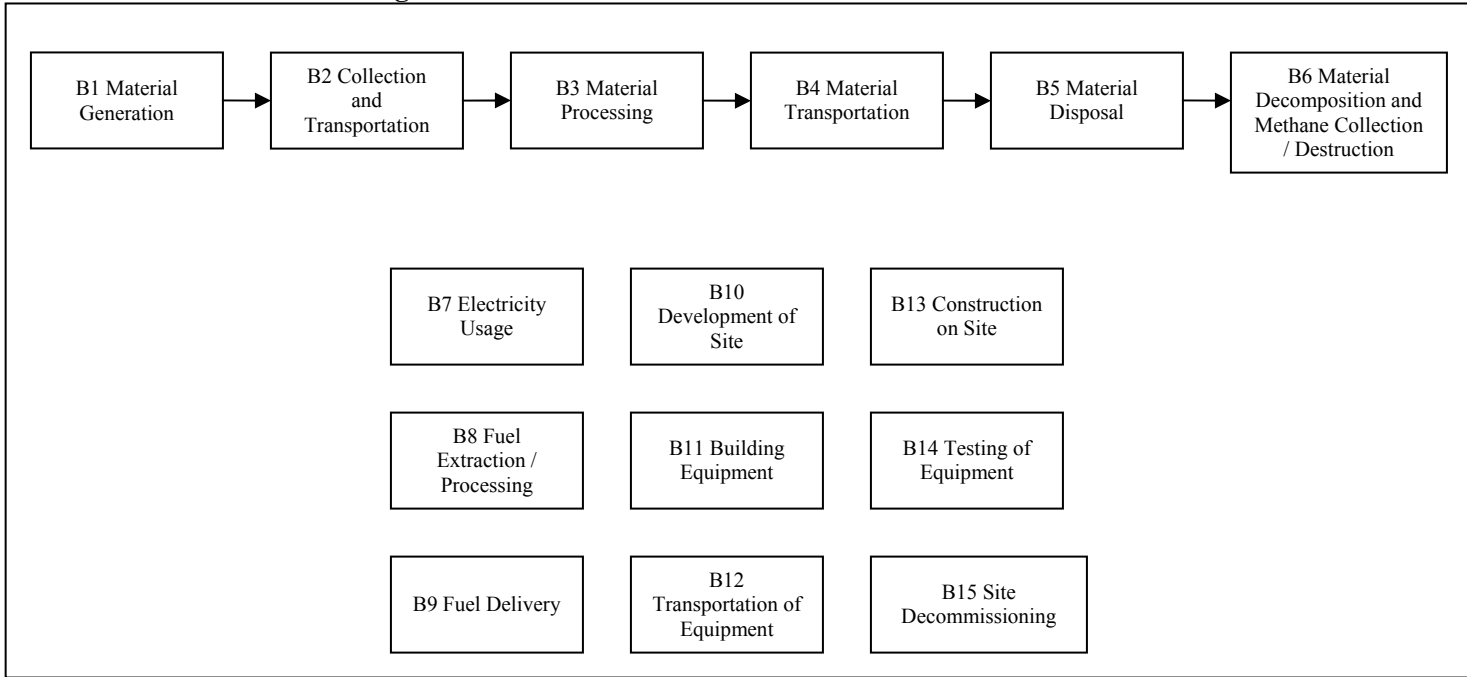 B1 Material
Generation
B2 Collection
and
Transportation
B3 Material
Processing
B4 Material
Transportation
B5 Material
Disposal
B6 Material
Decomposition and
Methane Collection
/ Destruction
B7 Electricity
Usage
B10
Development of
Site
B13 Construction
on Site
B8 Fuel
Extraction /
Processing
B11 Building
Equipment
B14 Testing of
Equipment
B9 Fuel Delivery
B12
Transportation of
Equipment
B15 Site
Decommissioning